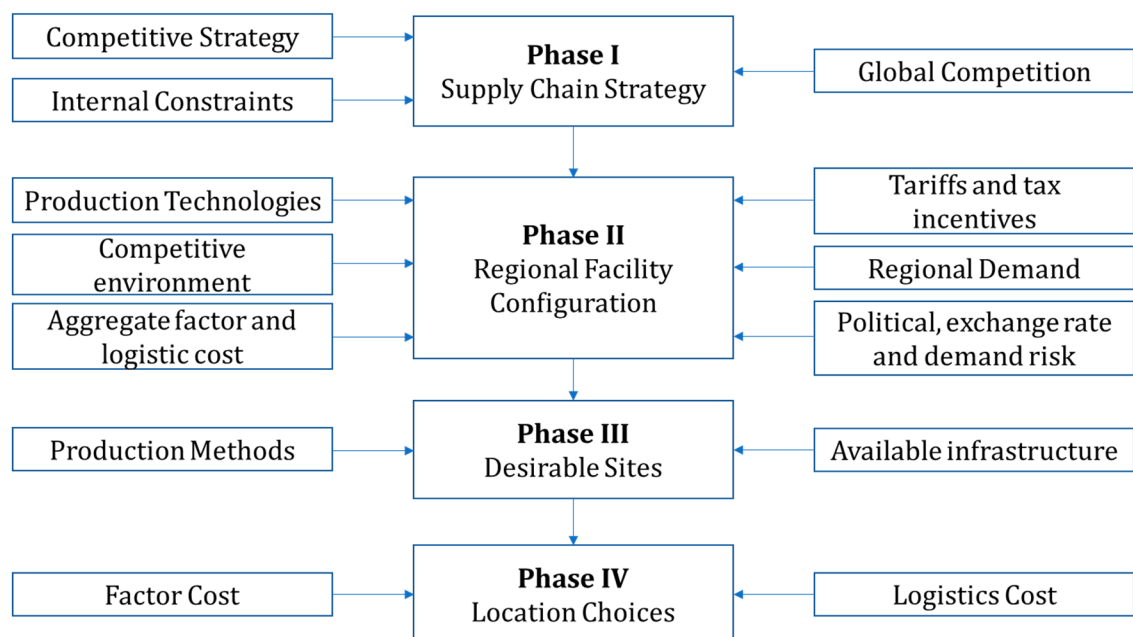 Competitive Strategy
Internal Constraints
Phase I
Supply Chain Strategy
Global Competition
Production Technologies
Competitive
environment
Aggregate factor and
logistic cost
Phase II
Regional Facility
Configuration
Tariffs and tax
incentives
Regional Demand
Political, exchange rate
and demand risk
Production Methods
Phase III
Desirable Sites
Available infrastructure
Factor Cost
Phase IV
Location Choices
Logistics Cost